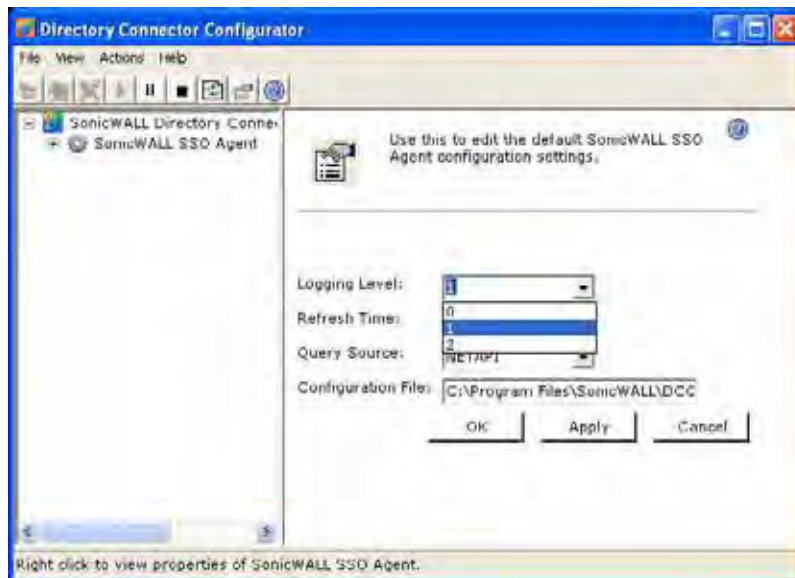 Directory Connector Configurator
File View Actions Help
SonicWALL Directory Conne
SonicWALL SSO Agent
Use this to edit the default SonicWALL SSO
Agent configuration settings.
Logging Level: 1
0
Refresh Time: 1
2
Query Source: NETAPI
Configuration File: C:\Program Files\SonicWALL\DCC
OK Apply Cancel
Right click to view properties of SonicWALL SSO Agent.